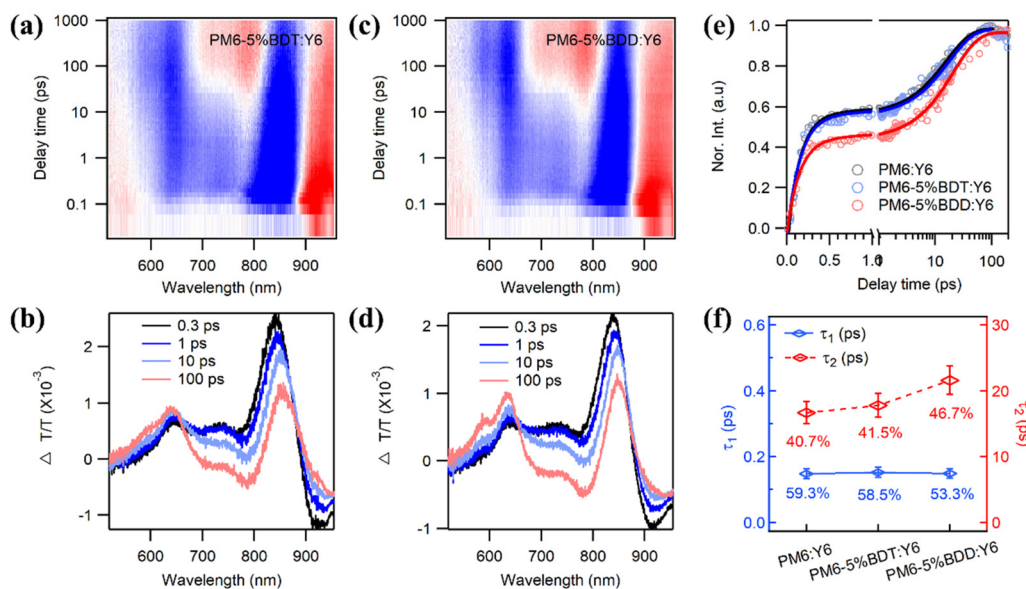 (a)
PM6-5%BDT:Y6
1000
100
10
1
0.1
Delay time (ps)
600 700 800 900
Wavelength (nm)
(c)
PM6-5%BDD:Y6
1000
100
10
1
0.1
Delay time (ps)
600 700 800 900
Wavelength (nm)
(e)
1.0
0.8
0.6
0.4
0.2
0.0
Nor. Int. (a.u)
PM6:Y6
PM6-5%BDT:Y6
PM6-5%BDD:Y6
0.0 0.5 10 100
Delay time (ps)
(b)
0.3 ps
1 ps
10 ps
100 ps
2
1
0
-1
Δ T/T (X10⁻³)
600 700 800 900
Wavelength (nm)
(d)
0.3 ps
1 ps
10 ps
100 ps
2
1
0
-1
Δ T/T (X10⁻³)
600 700 800 900
Wavelength (nm)
(f)
0.6
0.4
0.2
0.0
τ₁ (ps)
τ₁ (ps)
τ₂ (ps)
40.7% 41.5% 46.7%
59.3% 58.5% 53.3%
30
20
10
0
τ₂ (ps)
PM6:Y6
PM6-5%BDT:Y6
PM6-5%BDD:Y6